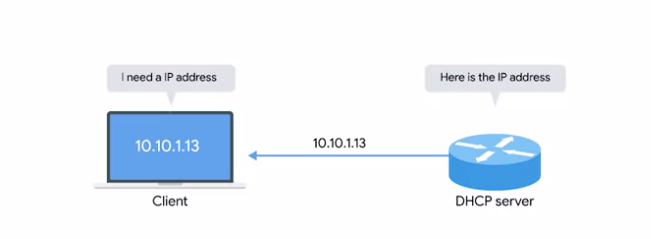 I need a IP address
Here is the IP address
10.10.1.13
10.10.1.13
Client
DHCP server